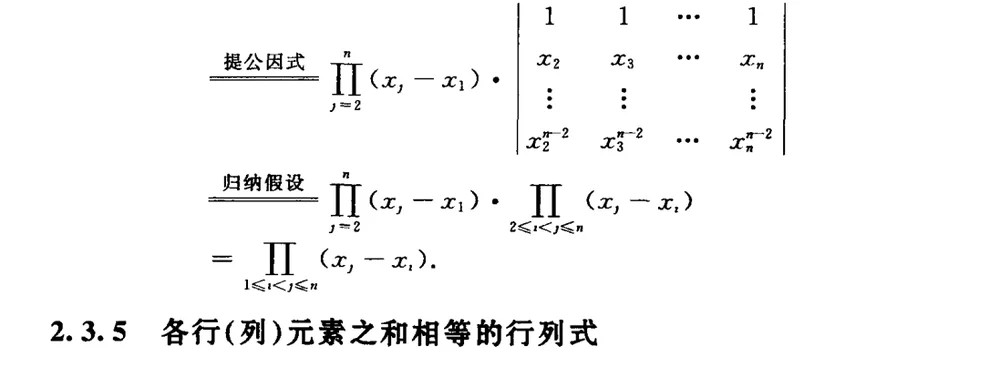 提公因式 ∏_{j=2}^{n} (x_j − x_1) · | 1 1 ⋯ 1 |
| x_2 x_3 ⋯ x_n |
| ⋮ ⋮ ⋮ |
| x_2^{n−2} x_3^{n−2} ⋯ x_n^{n−2} |
归纳假设 ∏_{j=2}^{n} (x_j − x_1) · ∏_{2≤i<j≤n} (x_j − x_i)
= ∏_{1≤i<j≤n} (x_j − x_i).
2.3.5 各行(列)元素之和相等的行列式